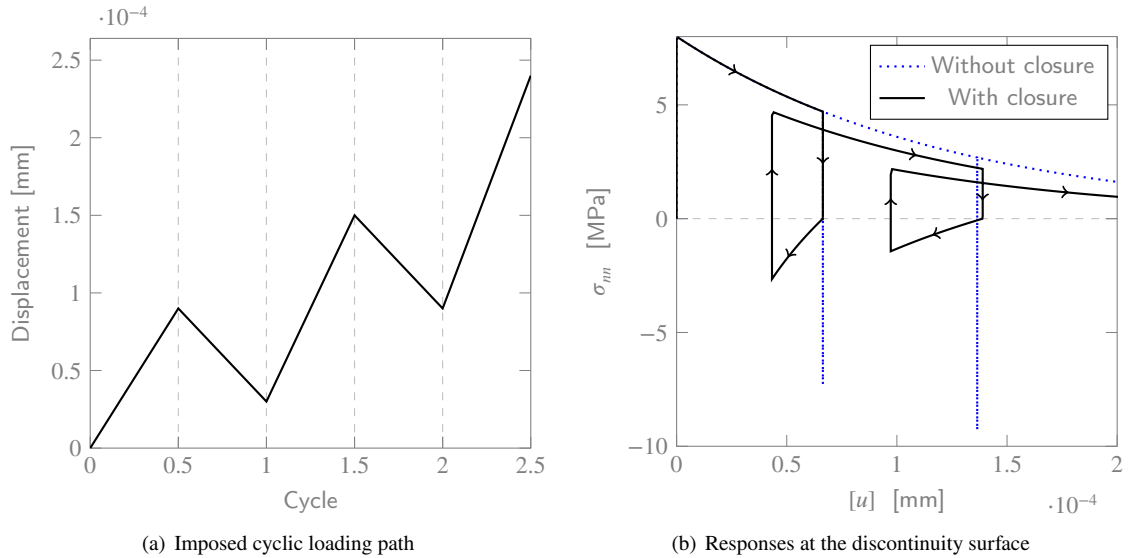 ·10⁻⁴
2.5
2
1.5
1
0.5
0
Displacement [mm]
0 0.5 1 1.5 2 2.5
Cycle
(a) Imposed cyclic loading path
Without closure
With closure
5
0
−5
−10
σnn [MPa]
0 0.5 1 1.5 2
[u] [mm]
·10⁻⁴
(b) Responses at the discontinuity surface